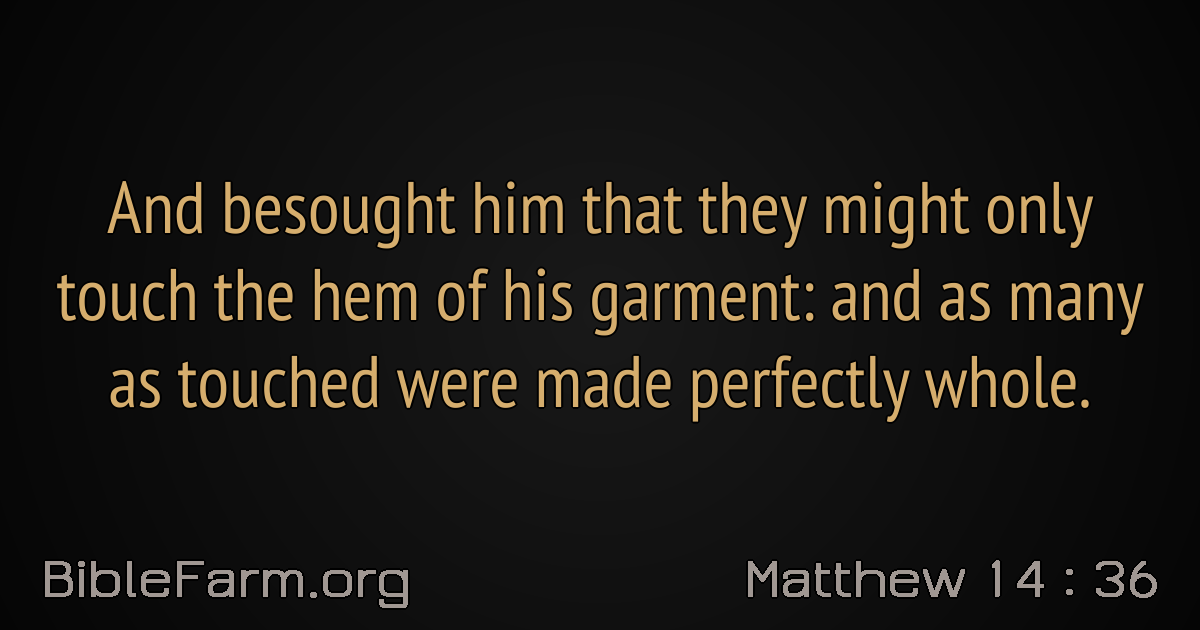 And besought him that they might only
touch the hem of his garment: and as many
as touched were made perfectly whole.
BibleFarm.org
Matthew 14 : 36